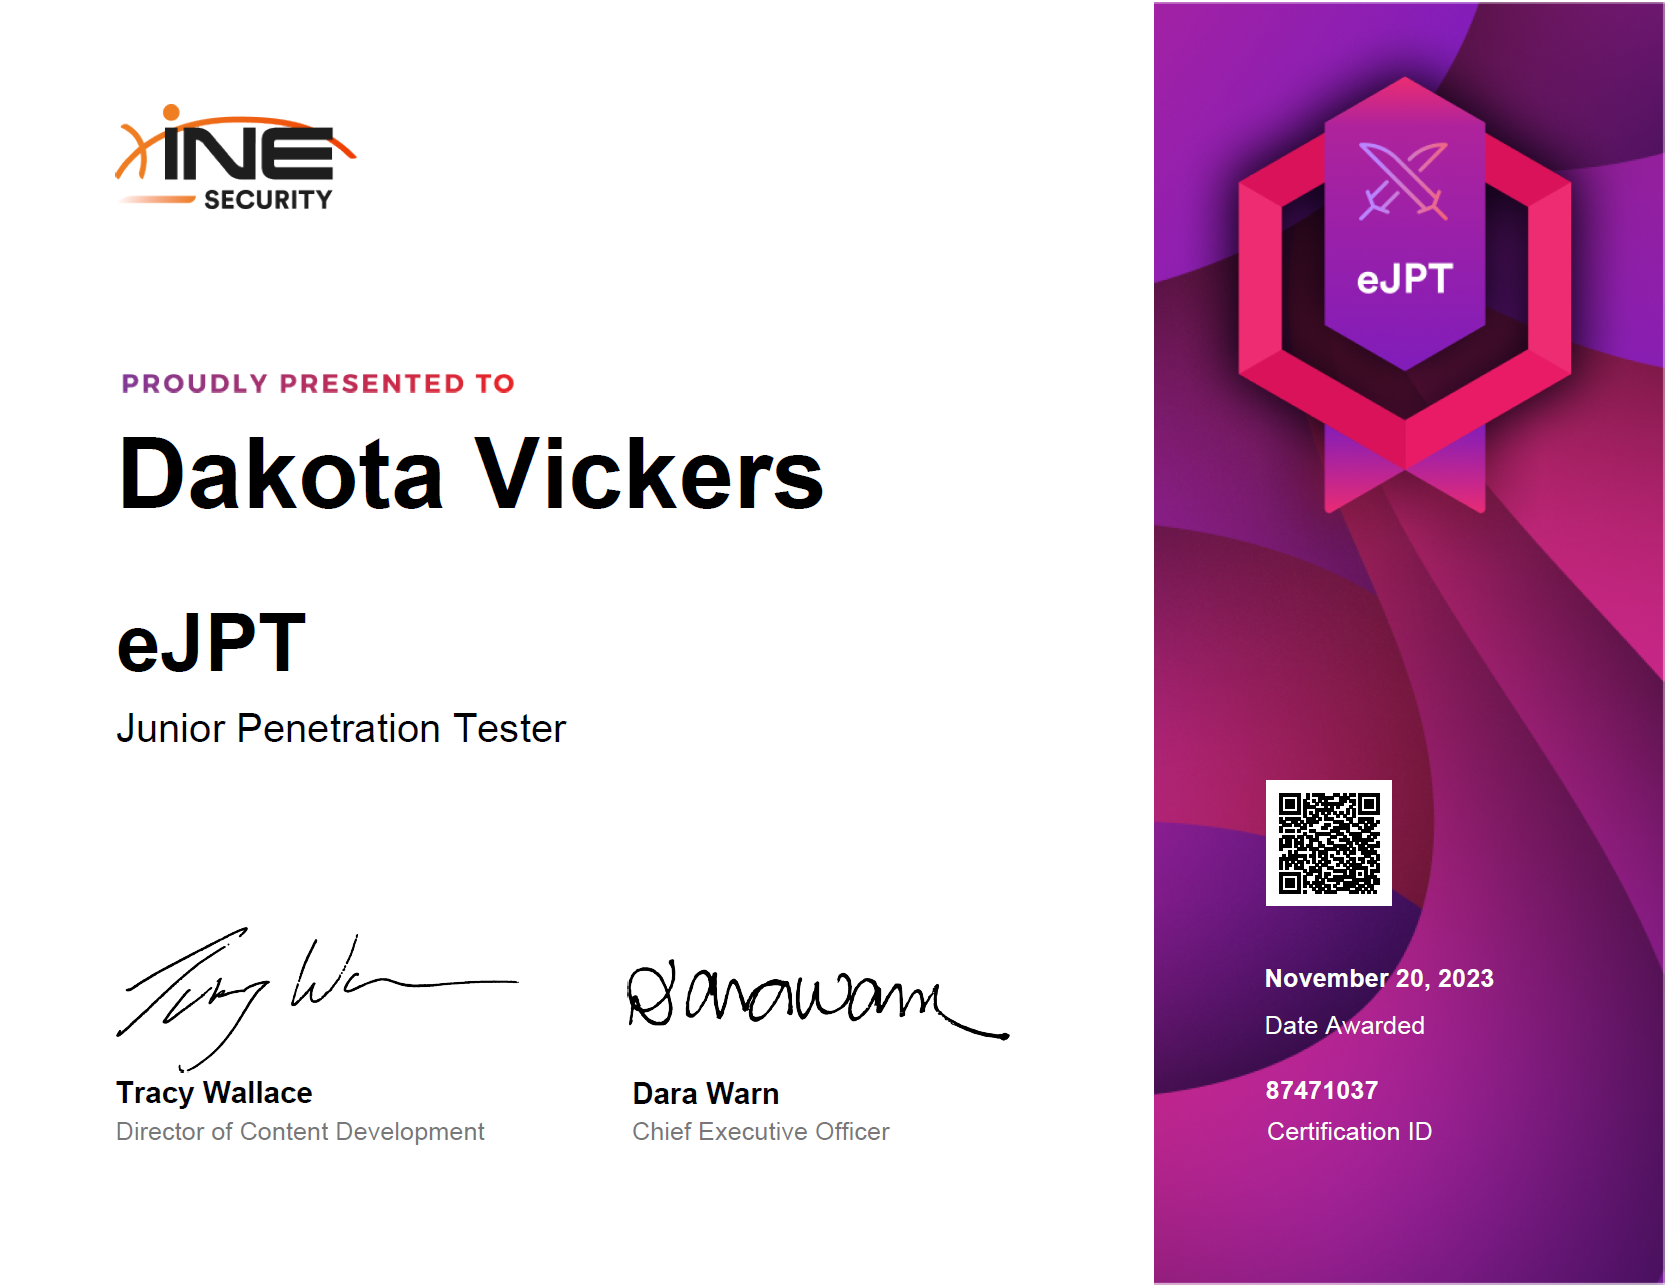 iNE
SECURITY
PROUDLY PRESENTED TO
Dakota Vickers
eJPT
Junior Penetration Tester
Tracy Wallace
Director of Content Development
Dara Warn
Chief Executive Officer
eJPT
November 20, 2023
Date Awarded
87471037
Certification ID